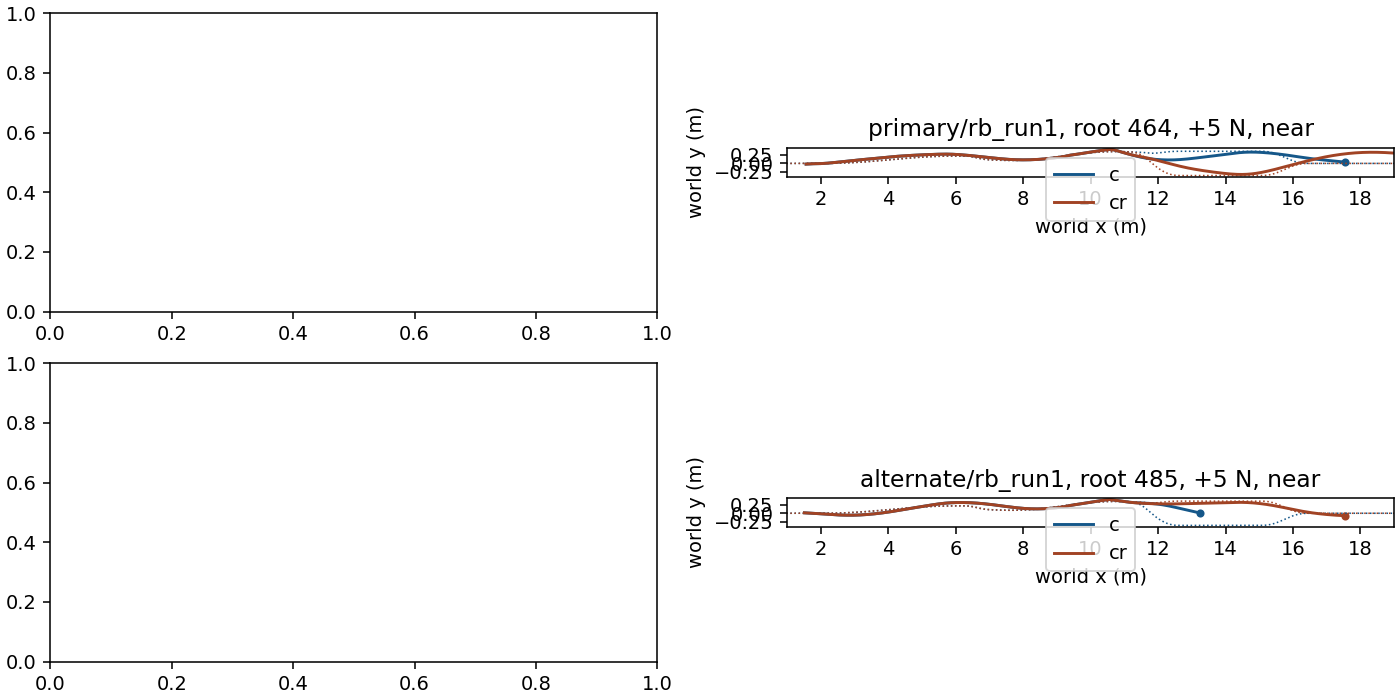 1.0
0.8
0.6
0.4
0.2
0.0
0.0 0.2 0.4 0.6 0.8 1.0
primary/rb_run1, root 464, +5 N, near
world y (m)
0.25
0.00
−0.25
2 4 6 8 10 12 14 16 18
c
cr
world x (m)
1.0
0.8
0.6
0.4
0.2
0.0
0.0 0.2 0.4 0.6 0.8 1.0
alternate/rb_run1, root 485, +5 N, near
world y (m)
0.25
0.00
−0.25
2 4 6 8 10 12 14 16 18
c
cr
world x (m)